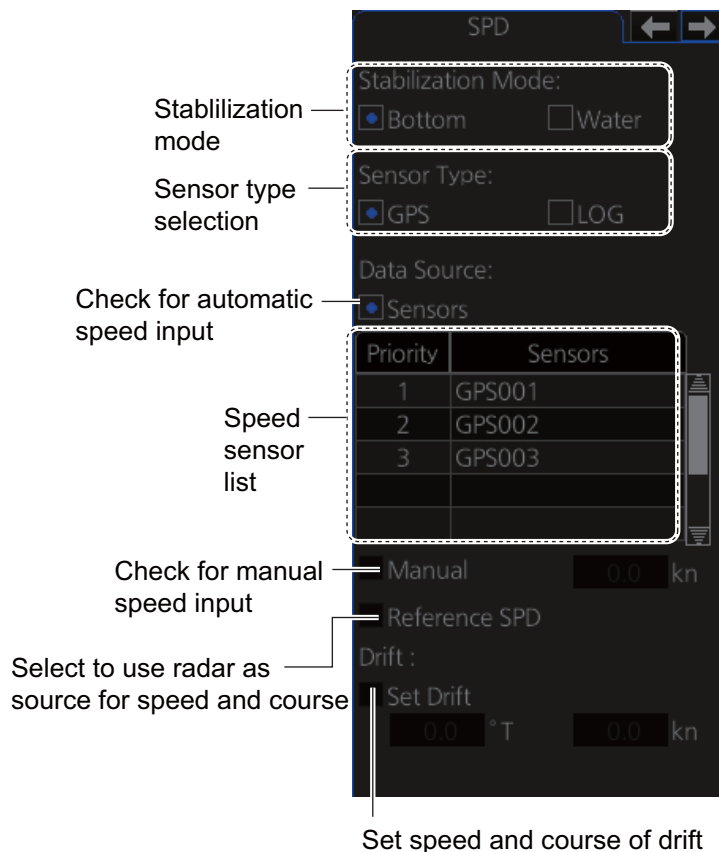 SPD
Stabilization Mode:
Bottom Water
Stablilization
mode
Sensor Type:
GPS LOG
Sensor type
selection
Data Source:
Sensors
Check for automatic
speed input
Priority Sensors
1 GPS001
2 GPS002
3 GPS003
Speed
sensor
list
Manual 0.0 kn
Check for manual
speed input
Reference SPD
Select to use radar as
source for speed and course
Drift :
Set Drift
0.0 °T 0.0 kn
Set speed and course of drift